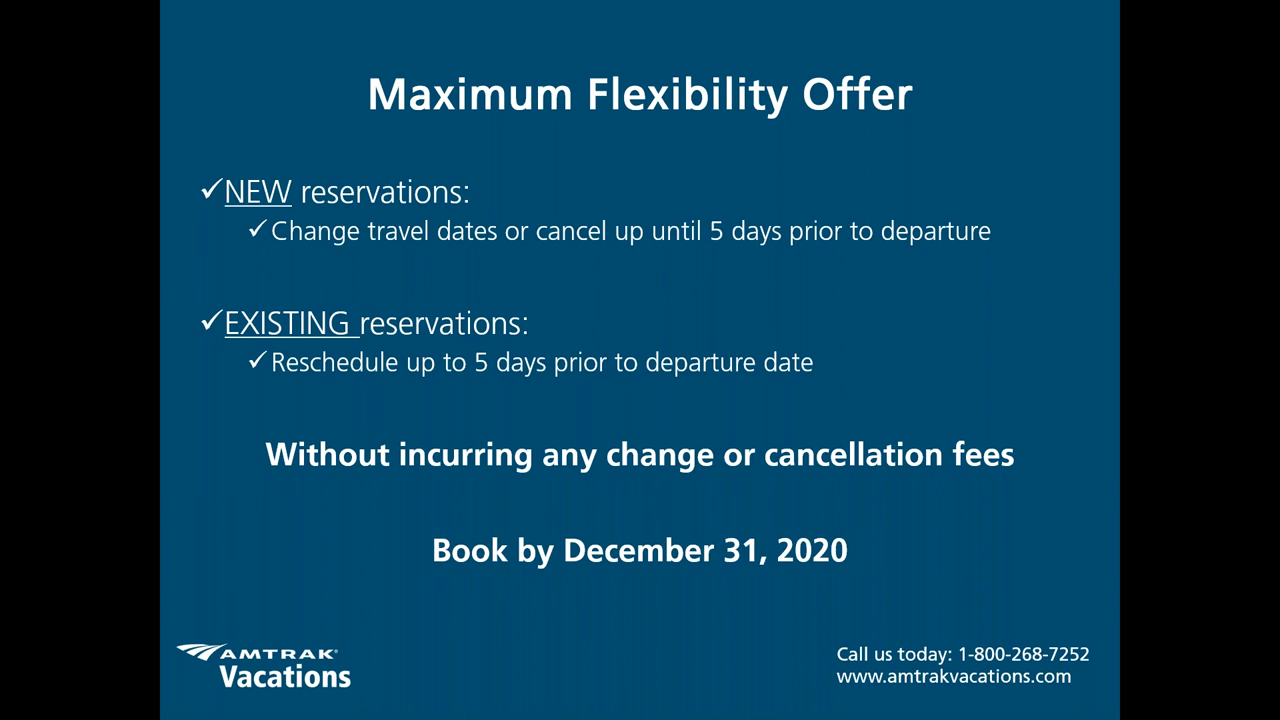 Maximum Flexibility Offer
✓NEW reservations:
✓Change travel dates or cancel up until 5 days prior to departure
✓EXISTING reservations:
✓Reschedule up to 5 days prior to departure date
Without incurring any change or cancellation fees
Book by December 31, 2020
AMTRAK®
Vacations
Call us today: 1-800-268-7252
www.amtrakvacations.com